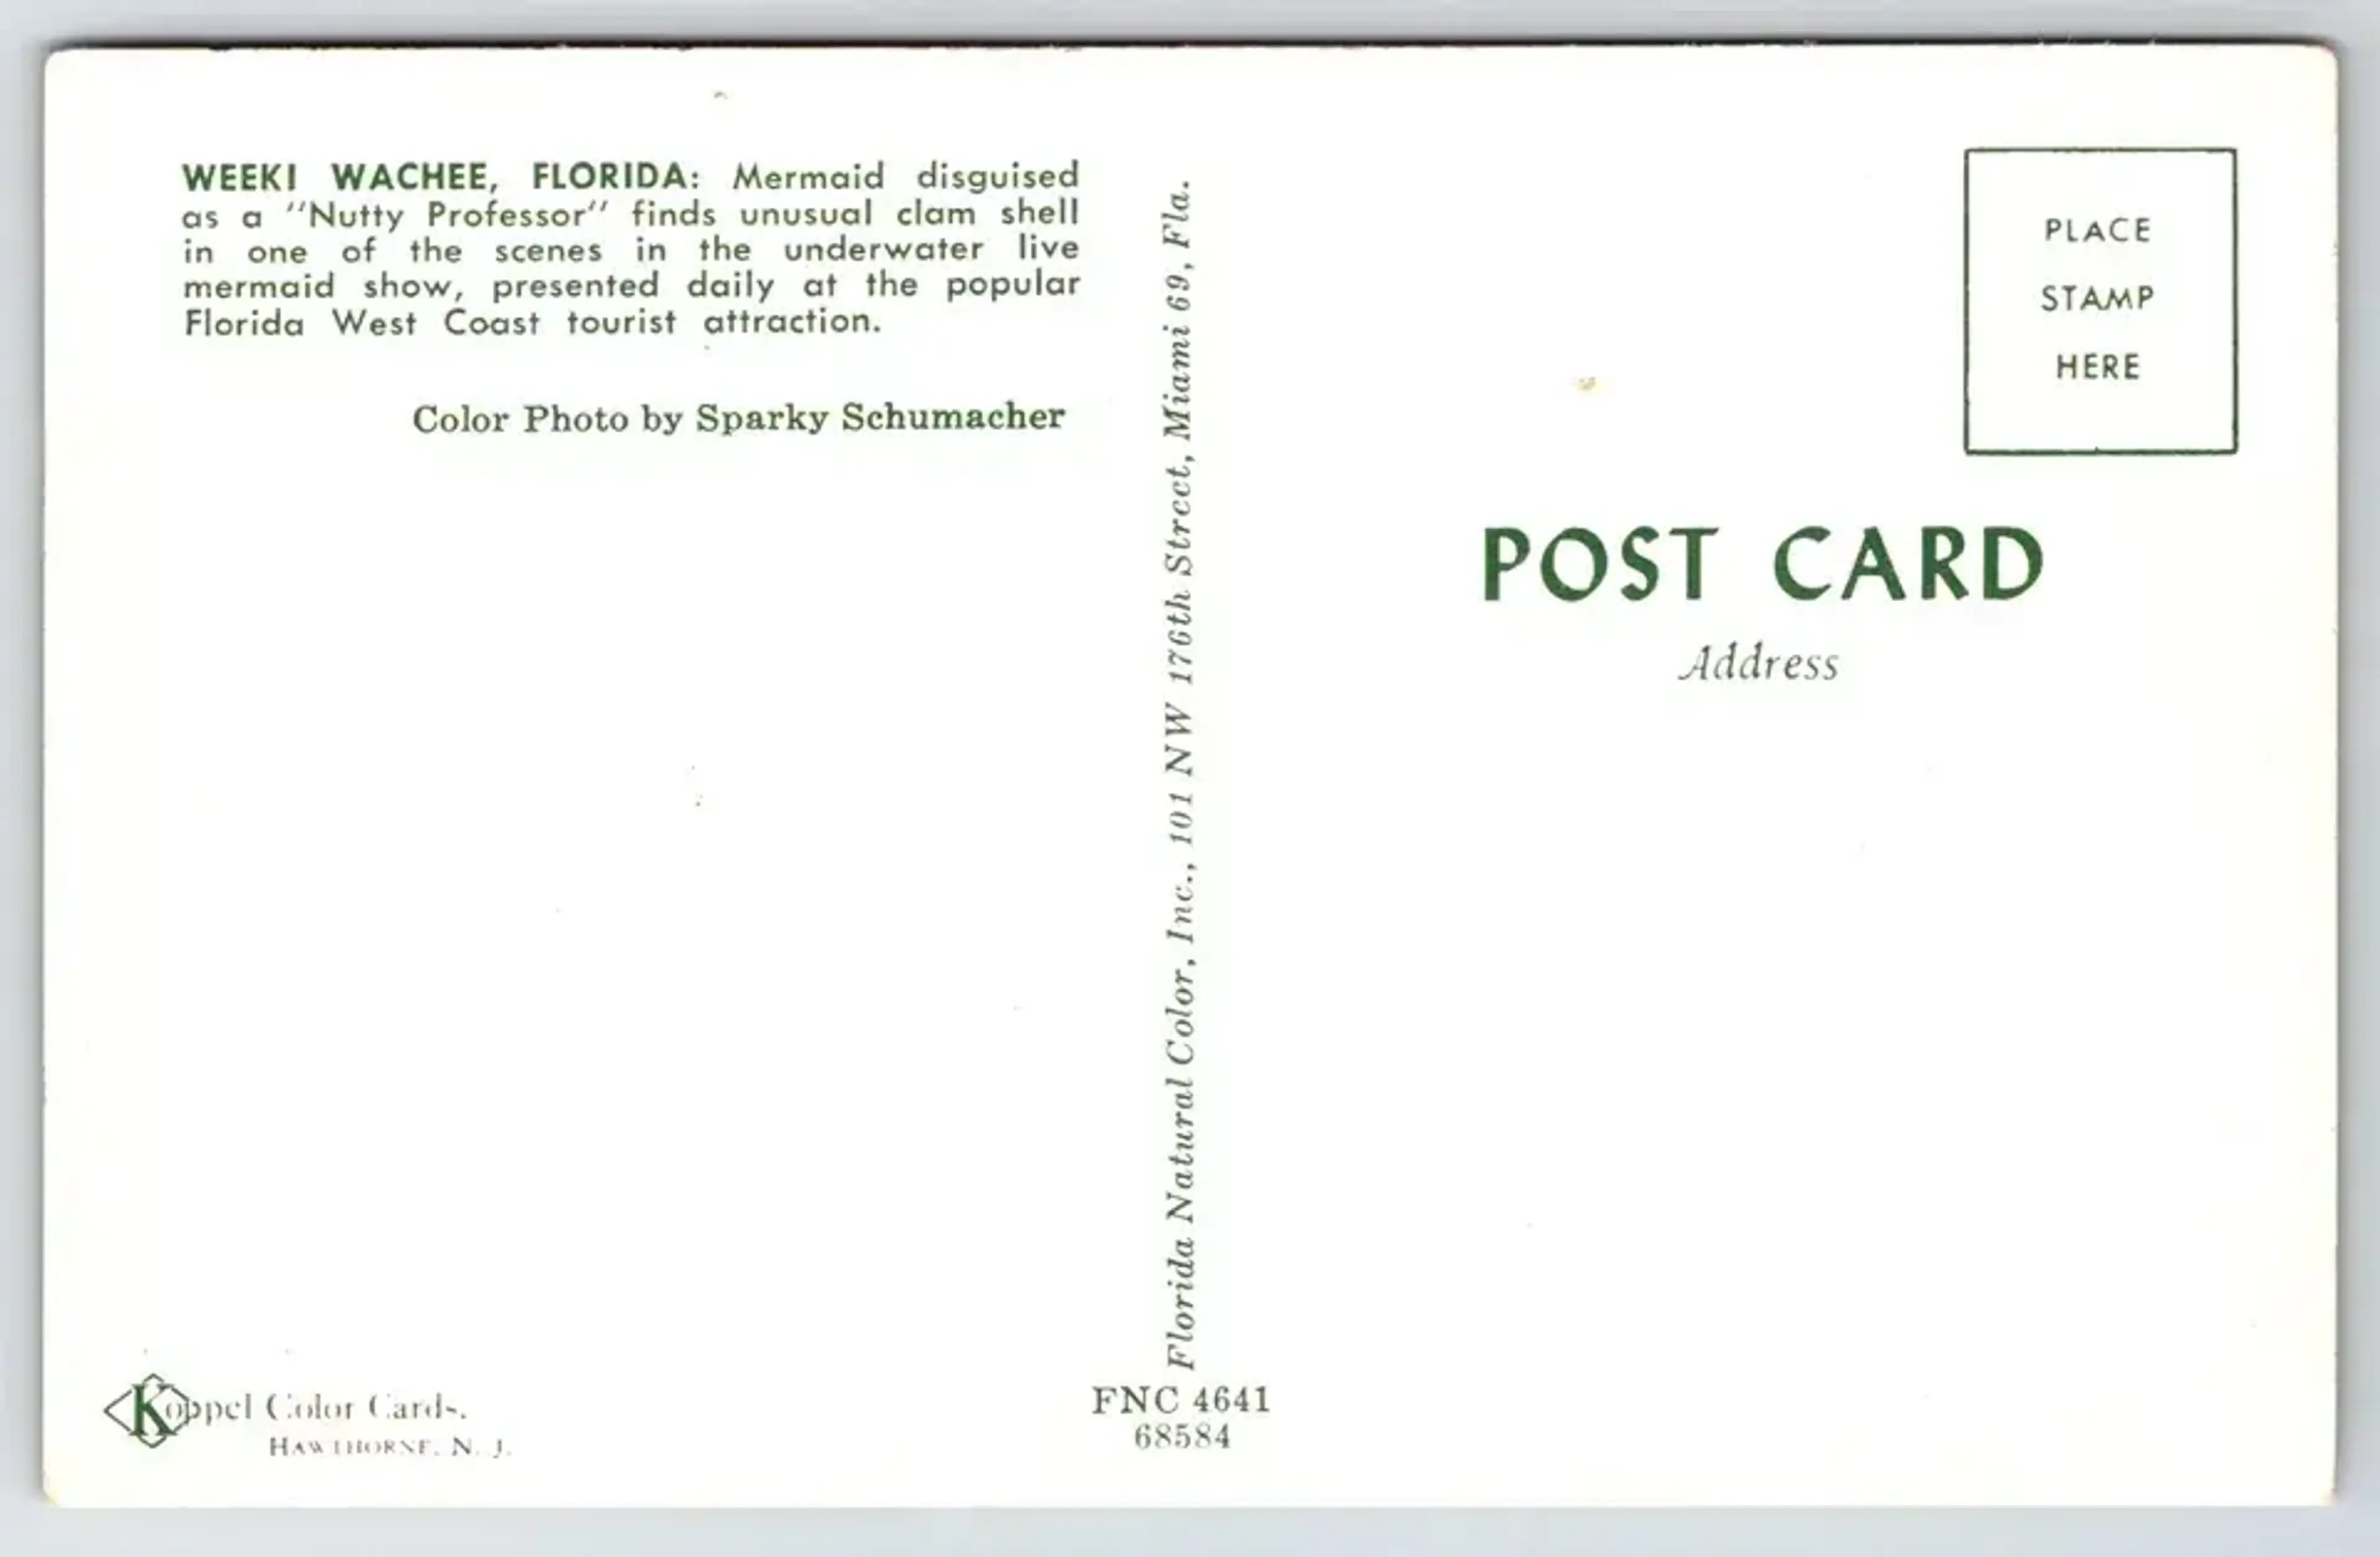 WEEKI WACHEE, FLORIDA: Mermaid disguised
as a "Nutty Professor" finds unusual clam shell
in one of the scenes in the underwater live
mermaid show, presented daily at the popular
Florida West Coast tourist attraction.
Color Photo by Sparky Schumacher
Florida Natural Color, Inc., 101 NW 176th Street, Miami 69, Fla.
PLACE
STAMP
HERE
POST CARD
Address
Koppel Color Cards.
HAWTHORNE, N. J.
FNC 4641
68584